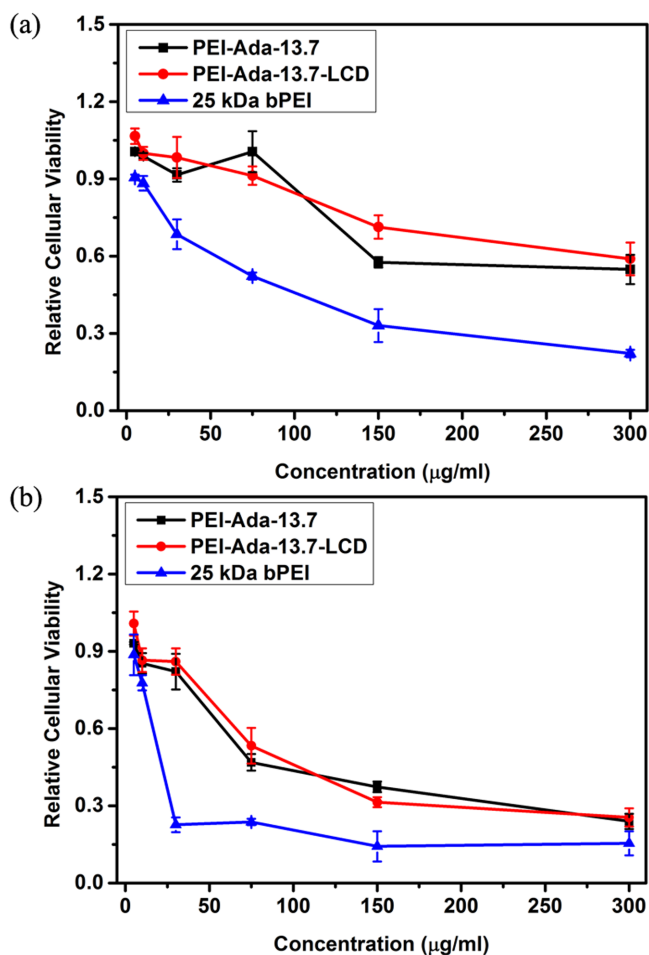 (a)
1.5
1.2
0.9
0.6
0.3
0.0
Relative Cellular Viability
PEI-Ada-13.7
PEI-Ada-13.7-LCD
25 kDa bPEI
0 50 100 150 200 250 300
Concentration (μg/ml)
(b)
1.5
1.2
0.9
0.6
0.3
0.0
Relative Cellular Viability
PEI-Ada-13.7
PEI-Ada-13.7-LCD
25 kDa bPEI
0 50 100 150 200 250 300
Concentration (μg/ml)